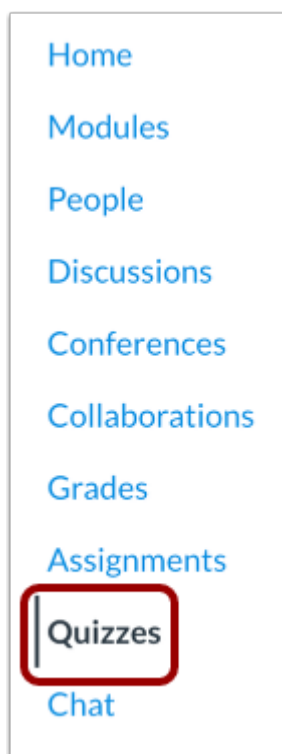 Home
Modules
People
Discussions
Conferences
Collaborations
Grades
Assignments
Quizzes
Chat